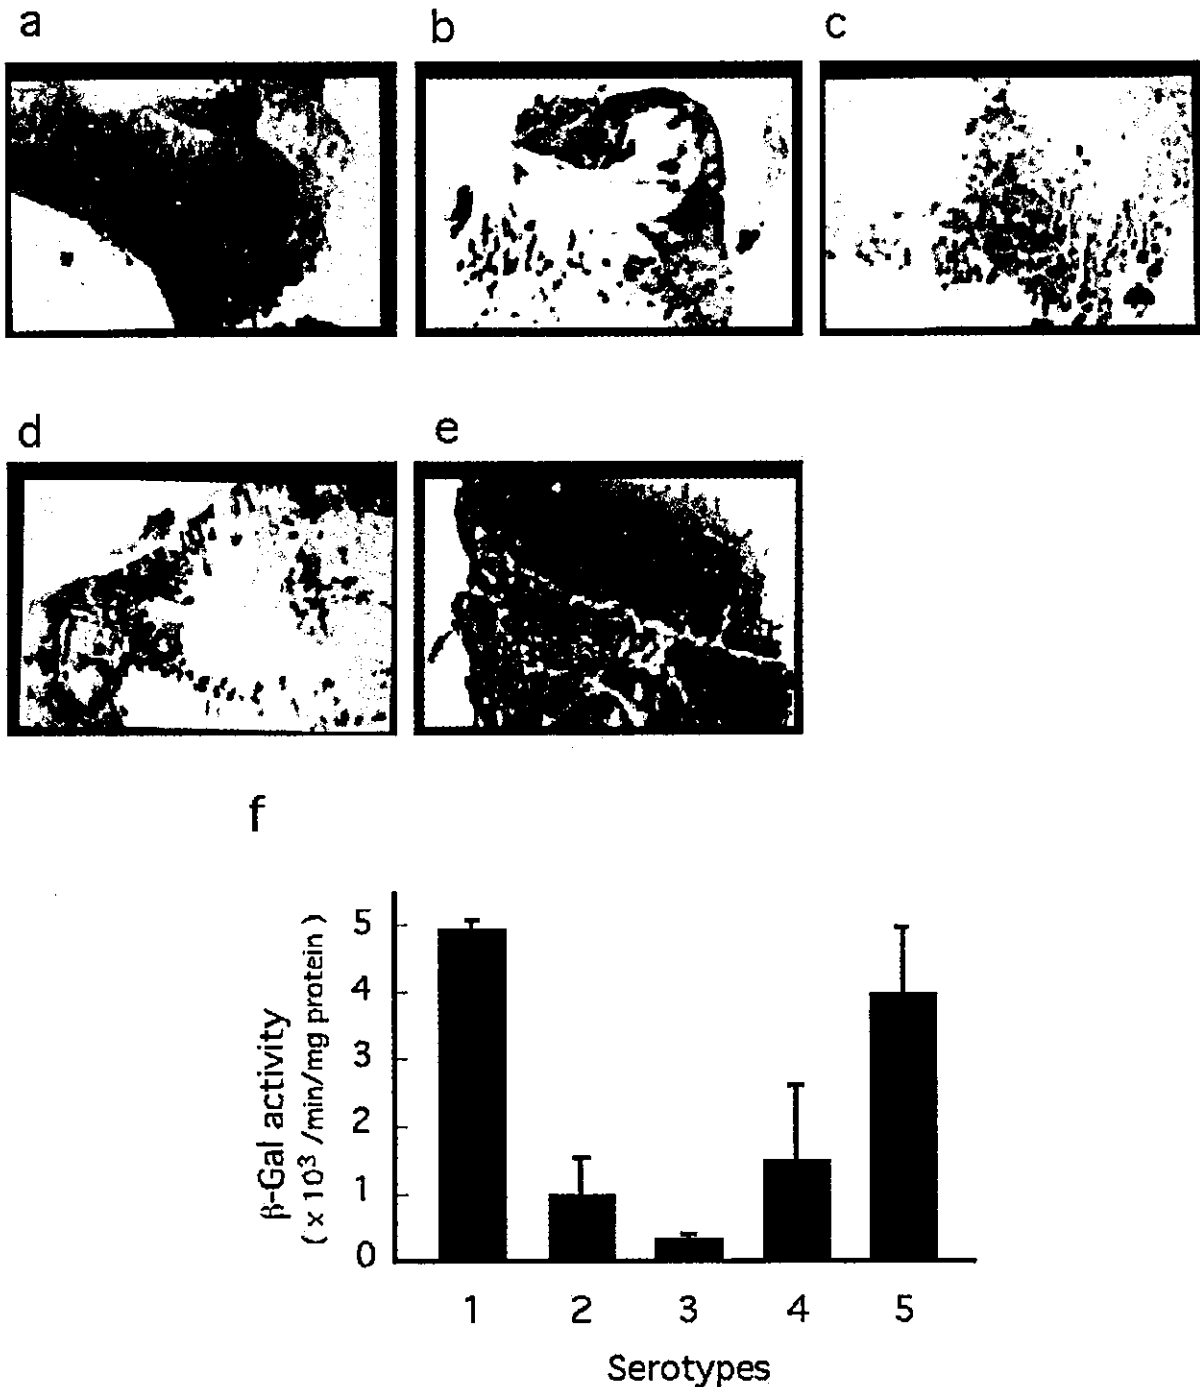 a
b
c
d
e
f
β-Gal activity
( x 10³ /min/mg protein )
5
4
3
2
1
0
1 2 3 4 5
Serotypes